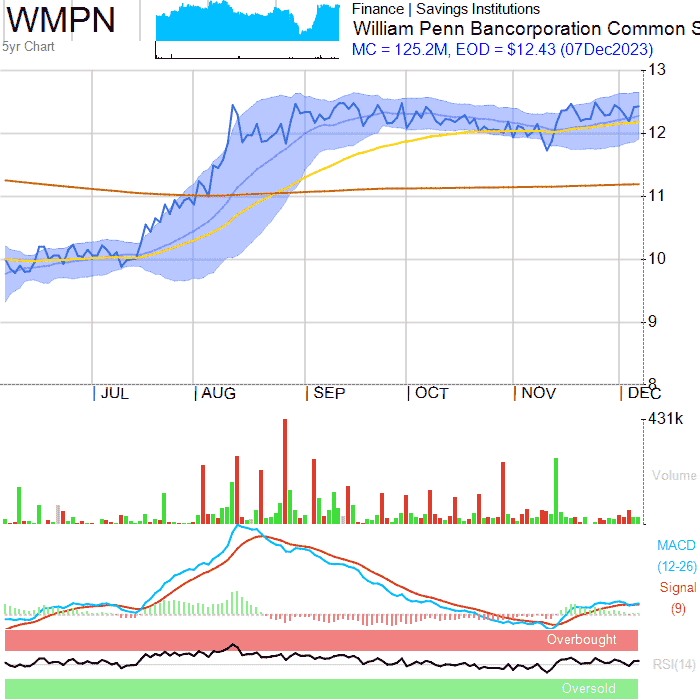 WMPN
5yr Chart
Finance | Savings Institutions
William Penn Bancorporation Common S
MC = 125.2M, EOD = $12.43 (07Dec2023)
13
12
11
10
9
8
JUL AUG SEP OCT NOV DEC
431k
Volume
MACD
(12-26)
Signal
(9)
Overbought
RSI(14)
Oversold